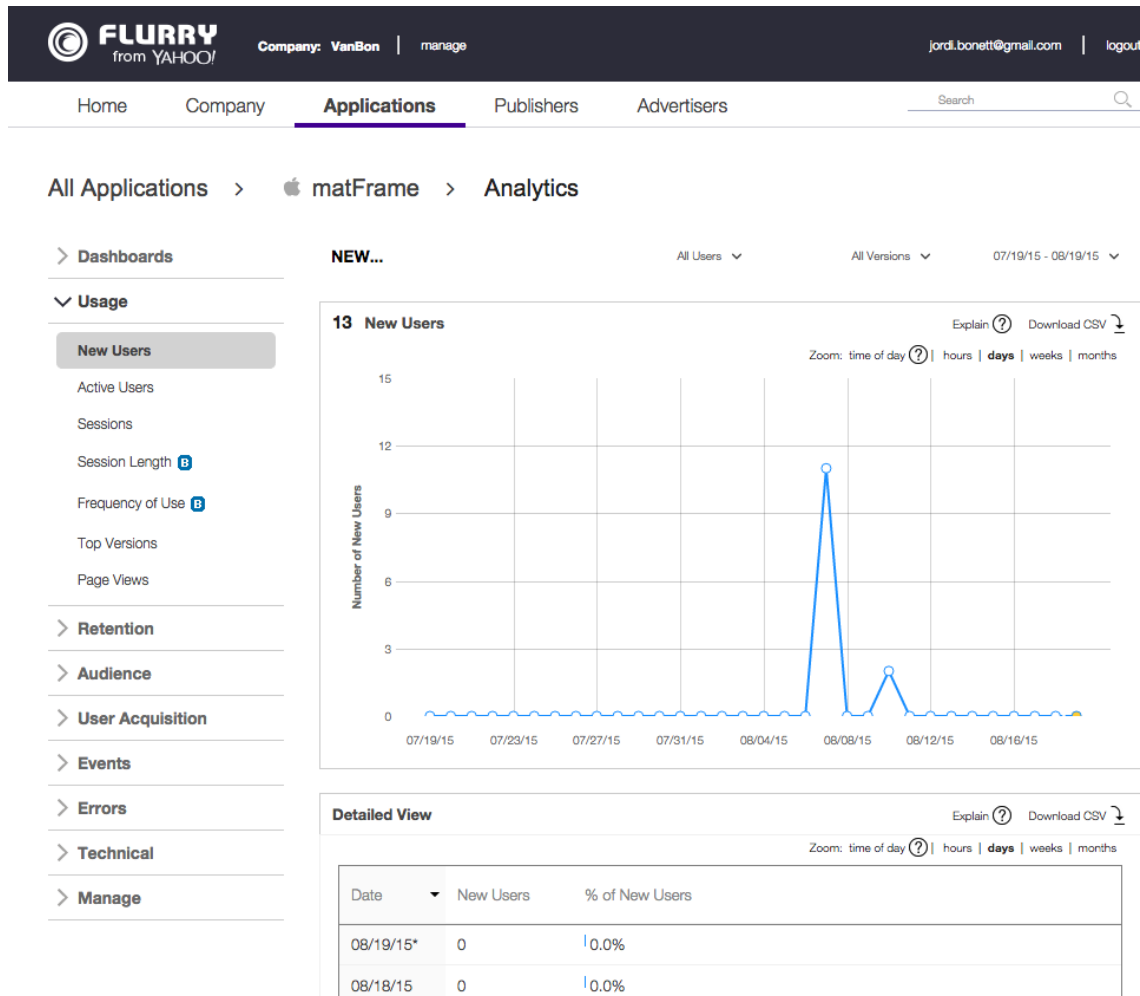 FLURRY
from YAHOO!
Company: VanBon | manage
jordi.bonett@gmail.com | logout
Home Company Applications Publishers Advertisers
Search
All Applications > matFrame > Analytics
Dashboards
Usage
New Users
Active Users
Sessions
Session Length B
Frequency of Use B
Top Versions
Page Views
Retention
Audience
User Acquisition
Events
Errors
Technical
Manage
NEW... All Users All Versions 07/19/15 - 08/19/15
13 New Users
Explain ? Download CSV
Zoom: time of day ? | hours | days | weeks | months
Number of New Users
15
12
9
6
3
0
07/19/15 07/23/15 07/27/15 07/31/15 08/04/15 08/08/15 08/12/15 08/16/15
Detailed View
Explain ? Download CSV
Zoom: time of day ? | hours | days | weeks | months
Date New Users % of New Users
08/19/15* 0 0.0%
08/18/15 0 0.0%